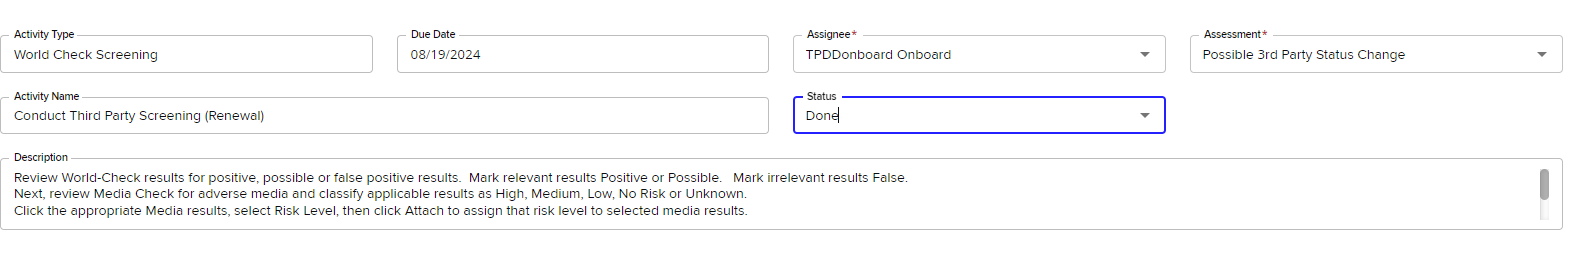 Activity Type
World Check Screening
Due Date
08/19/2024
Assignee*
TPDDonboard Onboard
Assessment*
Possible 3rd Party Status Change
Activity Name
Conduct Third Party Screening (Renewal)
Status
Done
Description
Review World-Check results for positive, possible or false positive results.  Mark relevant results Positive or Possible.   Mark irrelevant results False.
Next, review Media Check for adverse media and classify applicable results as High, Medium, Low, No Risk or Unknown.
Click the appropriate Media results, select Risk Level, then click Attach to assign that risk level to selected media results.